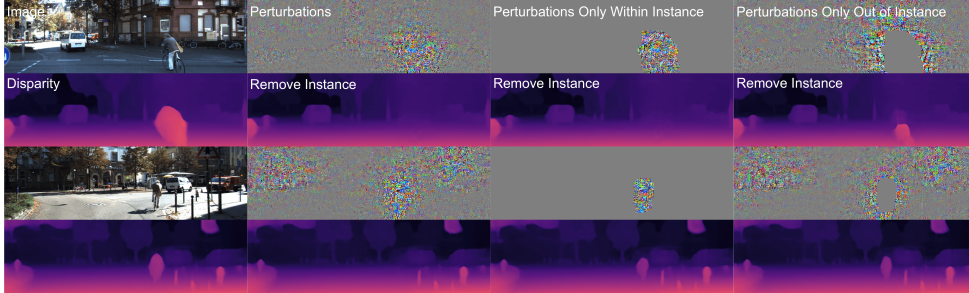 Image
Perturbations
Perturbations Only Within Instance
Perturbations Only Out of Instance
Disparity
Remove Instance
Remove Instance
Remove Instance